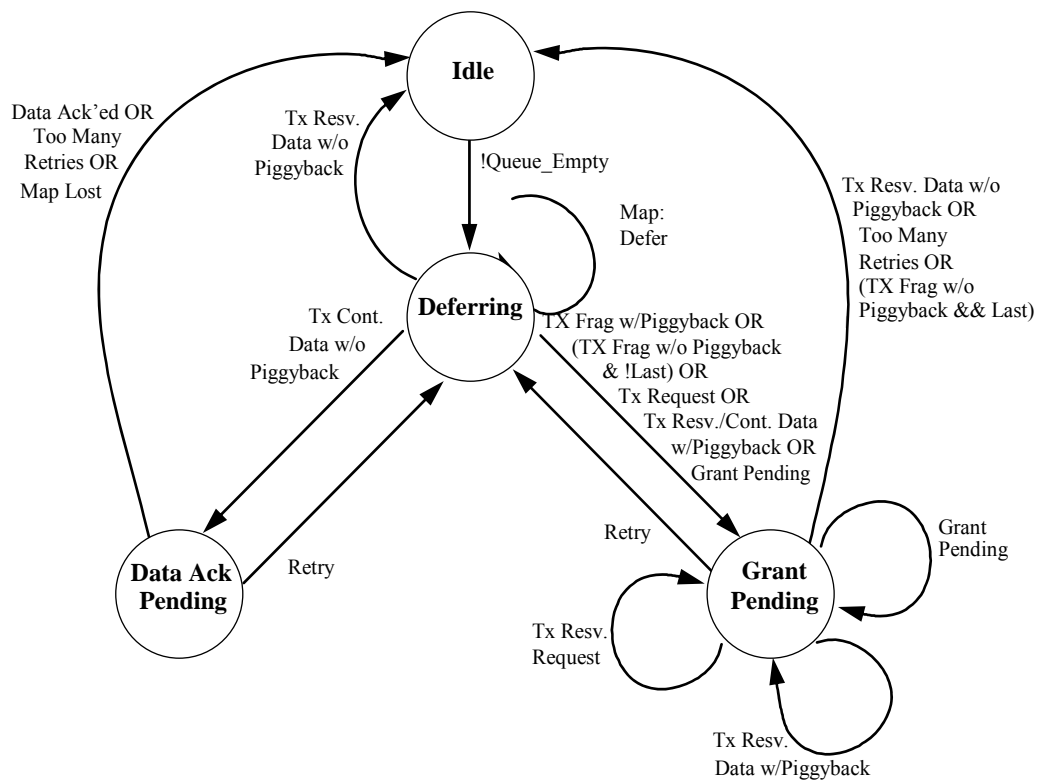 Idle
Data Ack'ed OR
Too Many
Retries OR
Map Lost
Tx Resv.
Data w/o
Piggyback
!Queue_Empty
Map:
Defer
Tx Resv. Data w/o
Piggyback OR
Too Many
Retries OR
(TX Frag w/o
Piggyback && Last)
Deferring
Tx Cont.
Data w/o
Piggyback
TX Frag w/Piggyback OR
(TX Frag w/o Piggyback
& !Last) OR
Tx Request OR
Tx Resv./Cont. Data
w/Piggyback OR
Grant Pending
Retry
Retry
Data Ack
Pending
Grant
Pending
Grant
Pending
Tx Resv.
Request
Tx Resv.
Data w/Piggyback